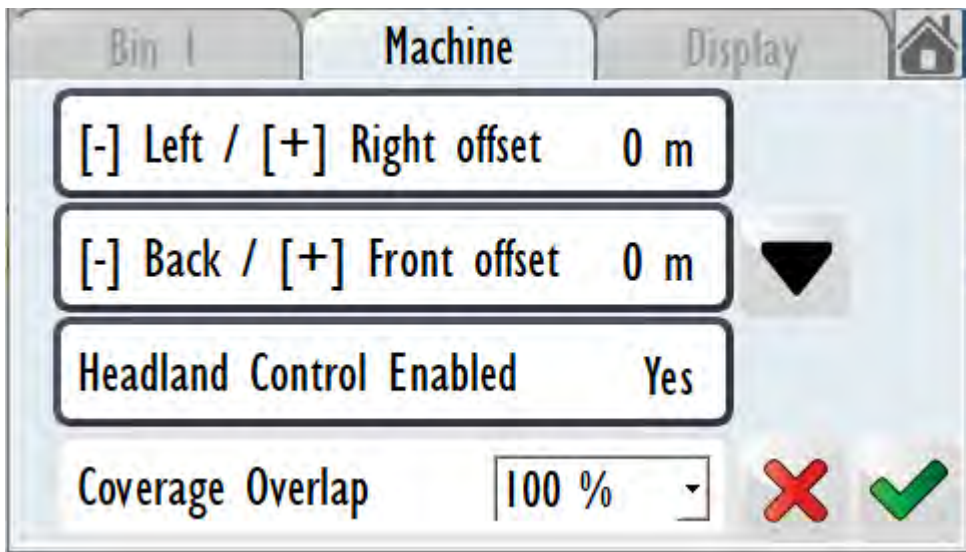 Bin 1 Machine Display
[-] Left / [+] Right offset 0 m
[-] Back / [+] Front offset 0 m
Headland Control Enabled Yes
Coverage Overlap 100 %